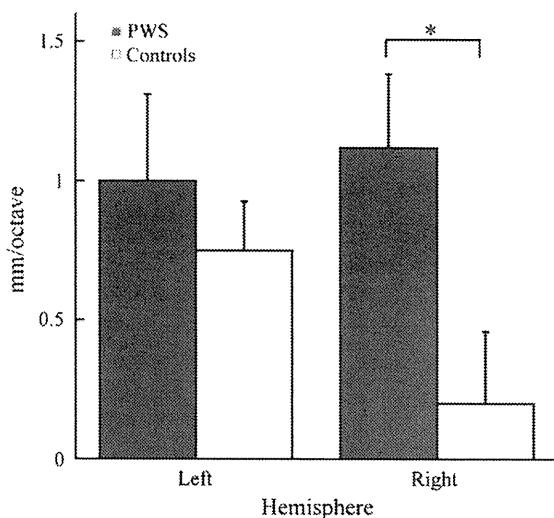 1.5
■ PWS
□ Controls
*
1
0.5
0
mm/octave
Left
Right
Hemisphere